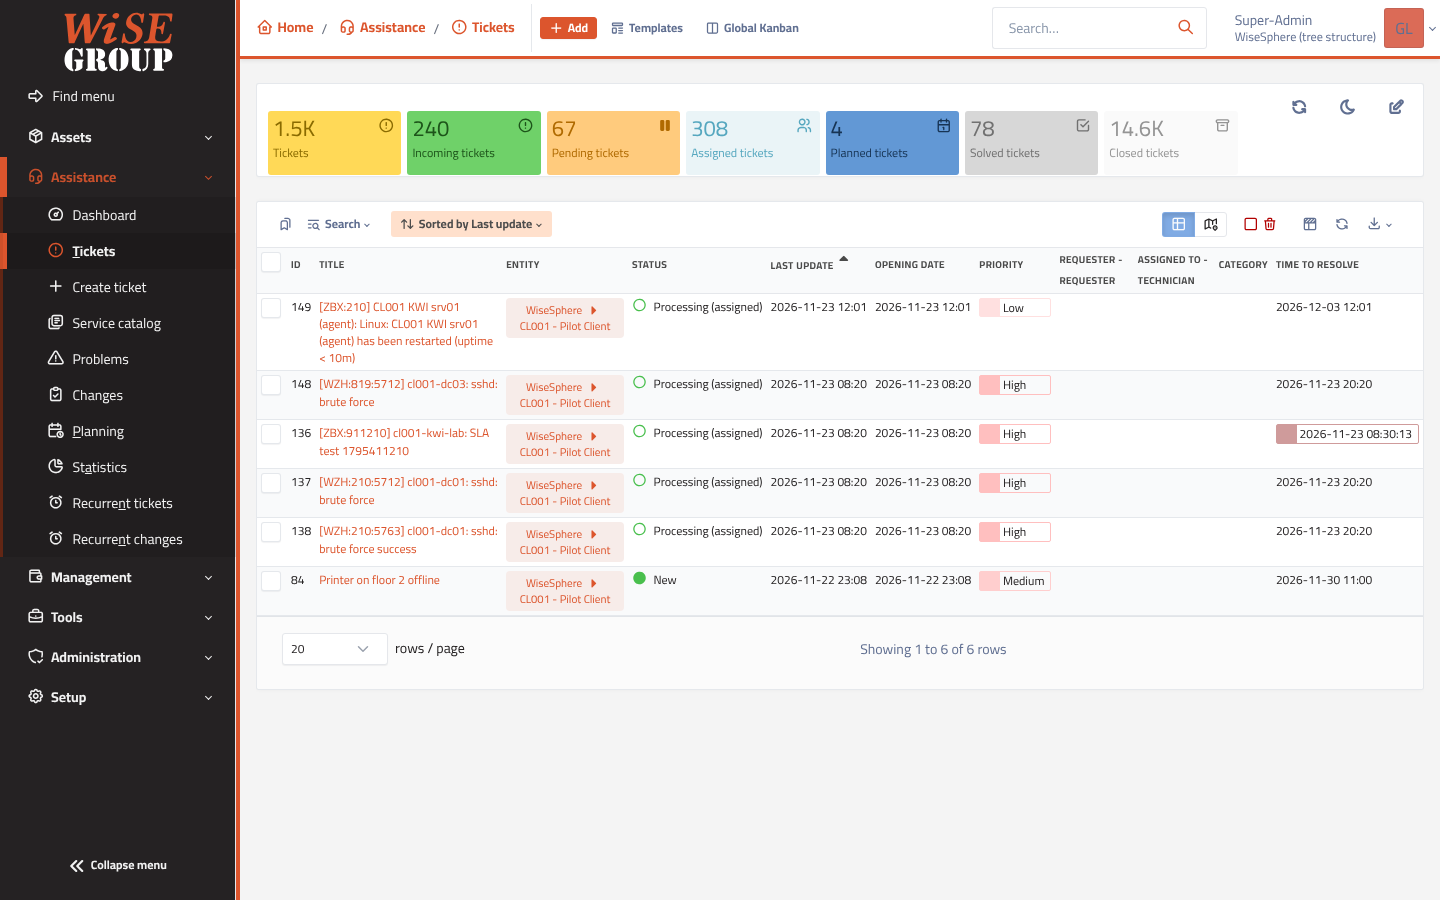 WiSE
GROUP
Find menu
Assets
Assistance
Dashboard
Tickets
Create ticket
Service catalog
Problems
Changes
Planning
Statistics
Recurrent tickets
Recurrent changes
Management
Tools
Administration
Setup
Collapse menu
Home / Assistance / Tickets
Add
Templates
Global Kanban
Search...
Super-Admin
WiseSphere (tree structure)
GL
1.5K
Tickets
240
Incoming tickets
67
Pending tickets
308
Assigned tickets
4
Planned tickets
78
Solved tickets
14.6K
Closed tickets
Search
Sorted by Last update
ID TITLE ENTITY STATUS LAST UPDATE OPENING DATE PRIORITY REQUESTER - REQUESTER ASSIGNED TO - TECHNICIAN CATEGORY TIME TO RESOLVE
149 [ZBX:210] CL001 KWI srv01 WiseSphere Processing (assigned) 2026-11-23 12:01 2026-11-23 12:01 Low 2026-12-03 12:01
(agent): Linux: CL001 KWI srv01 CL001 - Pilot Client
(agent) has been restarted (uptime
< 10m)
148 [WZH:819:5712] cl001-dc03: sshd: WiseSphere Processing (assigned) 2026-11-23 08:20 2026-11-23 08:20 High 2026-11-23 20:20
brute force CL001 - Pilot Client
136 [ZBX:911210] cl001-kwi-lab: SLA WiseSphere Processing (assigned) 2026-11-23 08:20 2026-11-23 08:20 High 2026-11-23 08:30:13
test 1795411210 CL001 - Pilot Client
137 [WZH:210:5712] cl001-dc01: sshd: WiseSphere Processing (assigned) 2026-11-23 08:20 2026-11-23 08:20 High 2026-11-23 20:20
brute force CL001 - Pilot Client
138 [WZH:210:5763] cl001-dc01: sshd: WiseSphere Processing (assigned) 2026-11-23 08:20 2026-11-23 08:20 High 2026-11-23 20:20
brute force success CL001 - Pilot Client
84 Printer on floor 2 offline WiseSphere New 2026-11-22 23:08 2026-11-22 23:08 Medium 2026-11-30 11:00
CL001 - Pilot Client
20 rows / page
Showing 1 to 6 of 6 rows